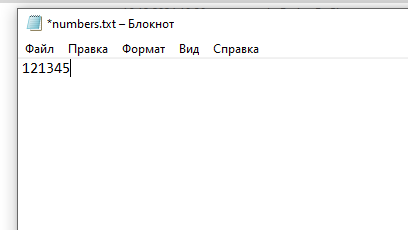 *numbers.txt – Блокнот
Файл Правка Формат Вид Справка
121345